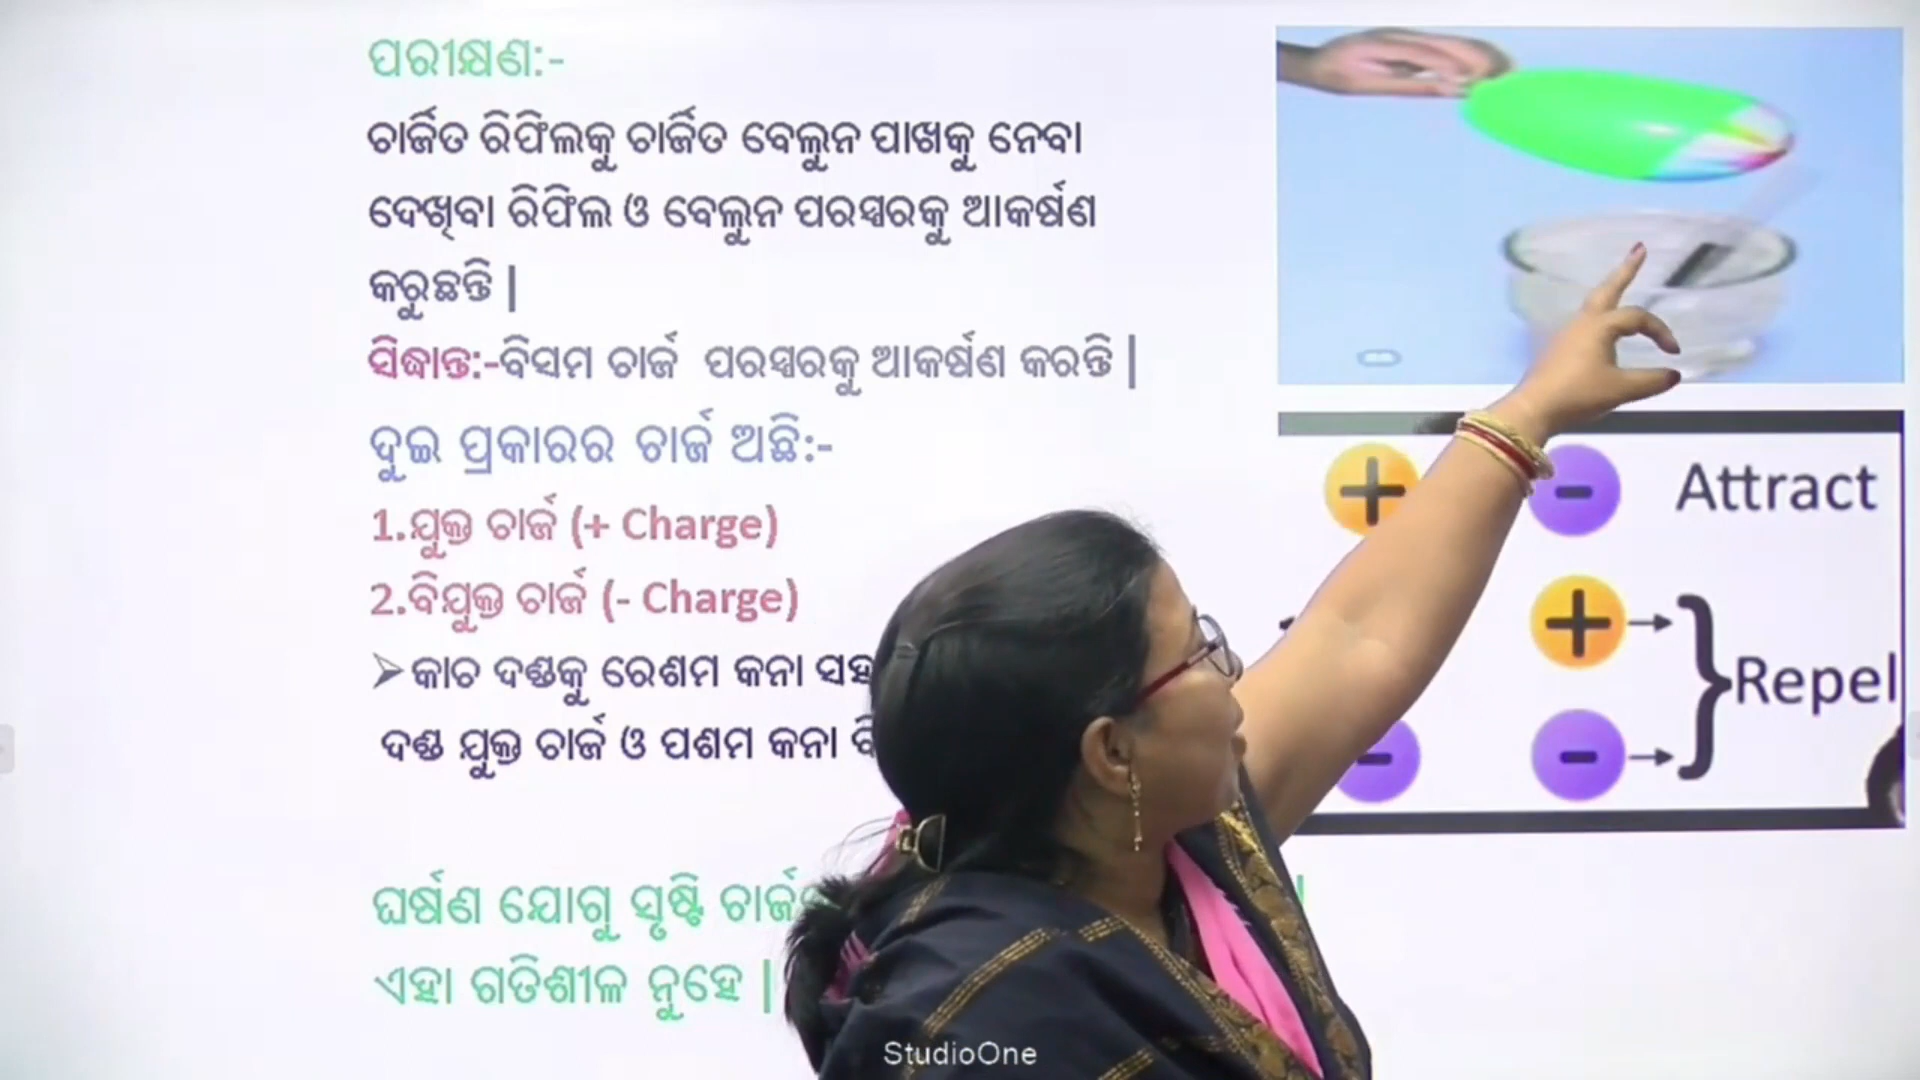 ପରୀକ୍ଷଣ:-
ଚାର୍ଜିତ ରିଫିଲକୁ ଚାର୍ଜିତ ବେଲୁନ ପାଖକୁ ନେବା
ଦେଖିବା ରିଫିଲ ଓ ବେଲୁନ ପରସ୍ପରକୁ ଆକର୍ଷଣ
କରୁଛନ୍ତି |
ସିଦ୍ଧାନ୍ତ:-ବିସମ ଚାର୍ଜ ପରସ୍ପରକୁ ଆକର୍ଷଣ କରନ୍ତି |
ଦୁଇ ପ୍ରକାରର ଚାର୍ଜ ଅଛି:-
1.ଯୁକ୍ତ ଚାର୍ଜ (+ Charge)
2.ବିଯୁକ୍ତ ଚାର୍ଜ (- Charge)
➢କାଚ ଦଣ୍ଡକୁ ରେଶମ କନା
ଦଣ୍ଡ ଯୁକ୍ତ ଚାର୍ଜ ଓ ପଶମ କନା
ଘର୍ଷଣ ଯୋଗୁ ସୃଷ୍ଟି
ଏହା ଗତିଶୀଳ ନୁହେ |
+ - Attract
+
Repel
- -
StudioOne